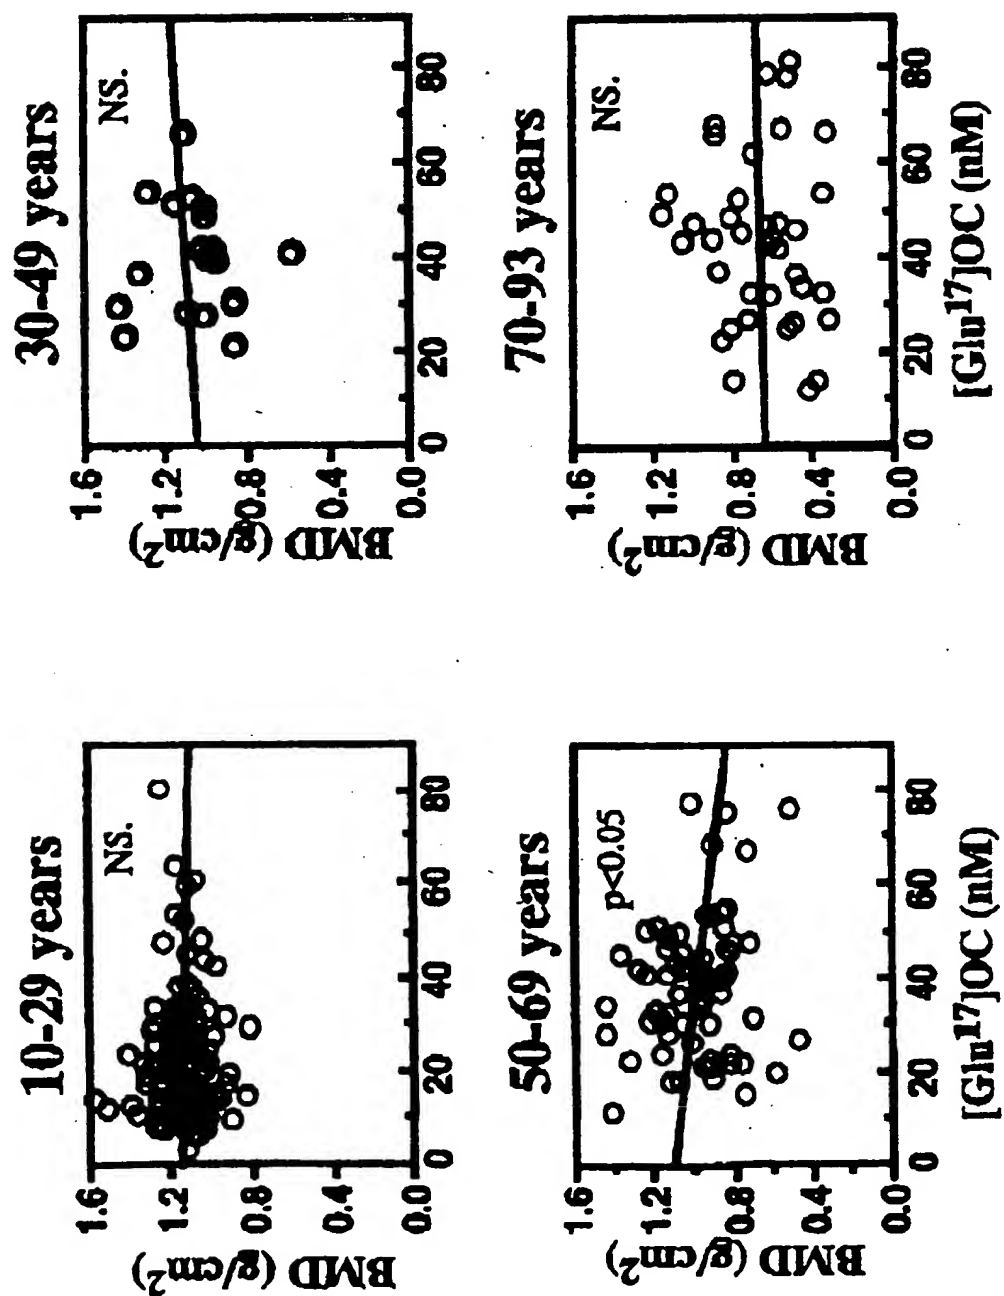 10-29 years
BMD (g/cm²)
1.6
1.2
0.8
0.4
0.0
NS.
0 20 40 60 80
30-49 years
BMD (g/cm²)
1.6
1.2
0.8
0.4
0.0
NS.
0 20 40 60 80
50-69 years
BMD (g/cm²)
1.6
1.2
0.8
0.4
0.0
p<0.05
0 20 40 60 80
[Glu¹⁷]OC (nM)
70-93 years
BMD (g/cm²)
1.6
1.2
0.8
0.4
0.0
NS.
0 20 40 60 80
[Glu¹⁷]OC (nM)